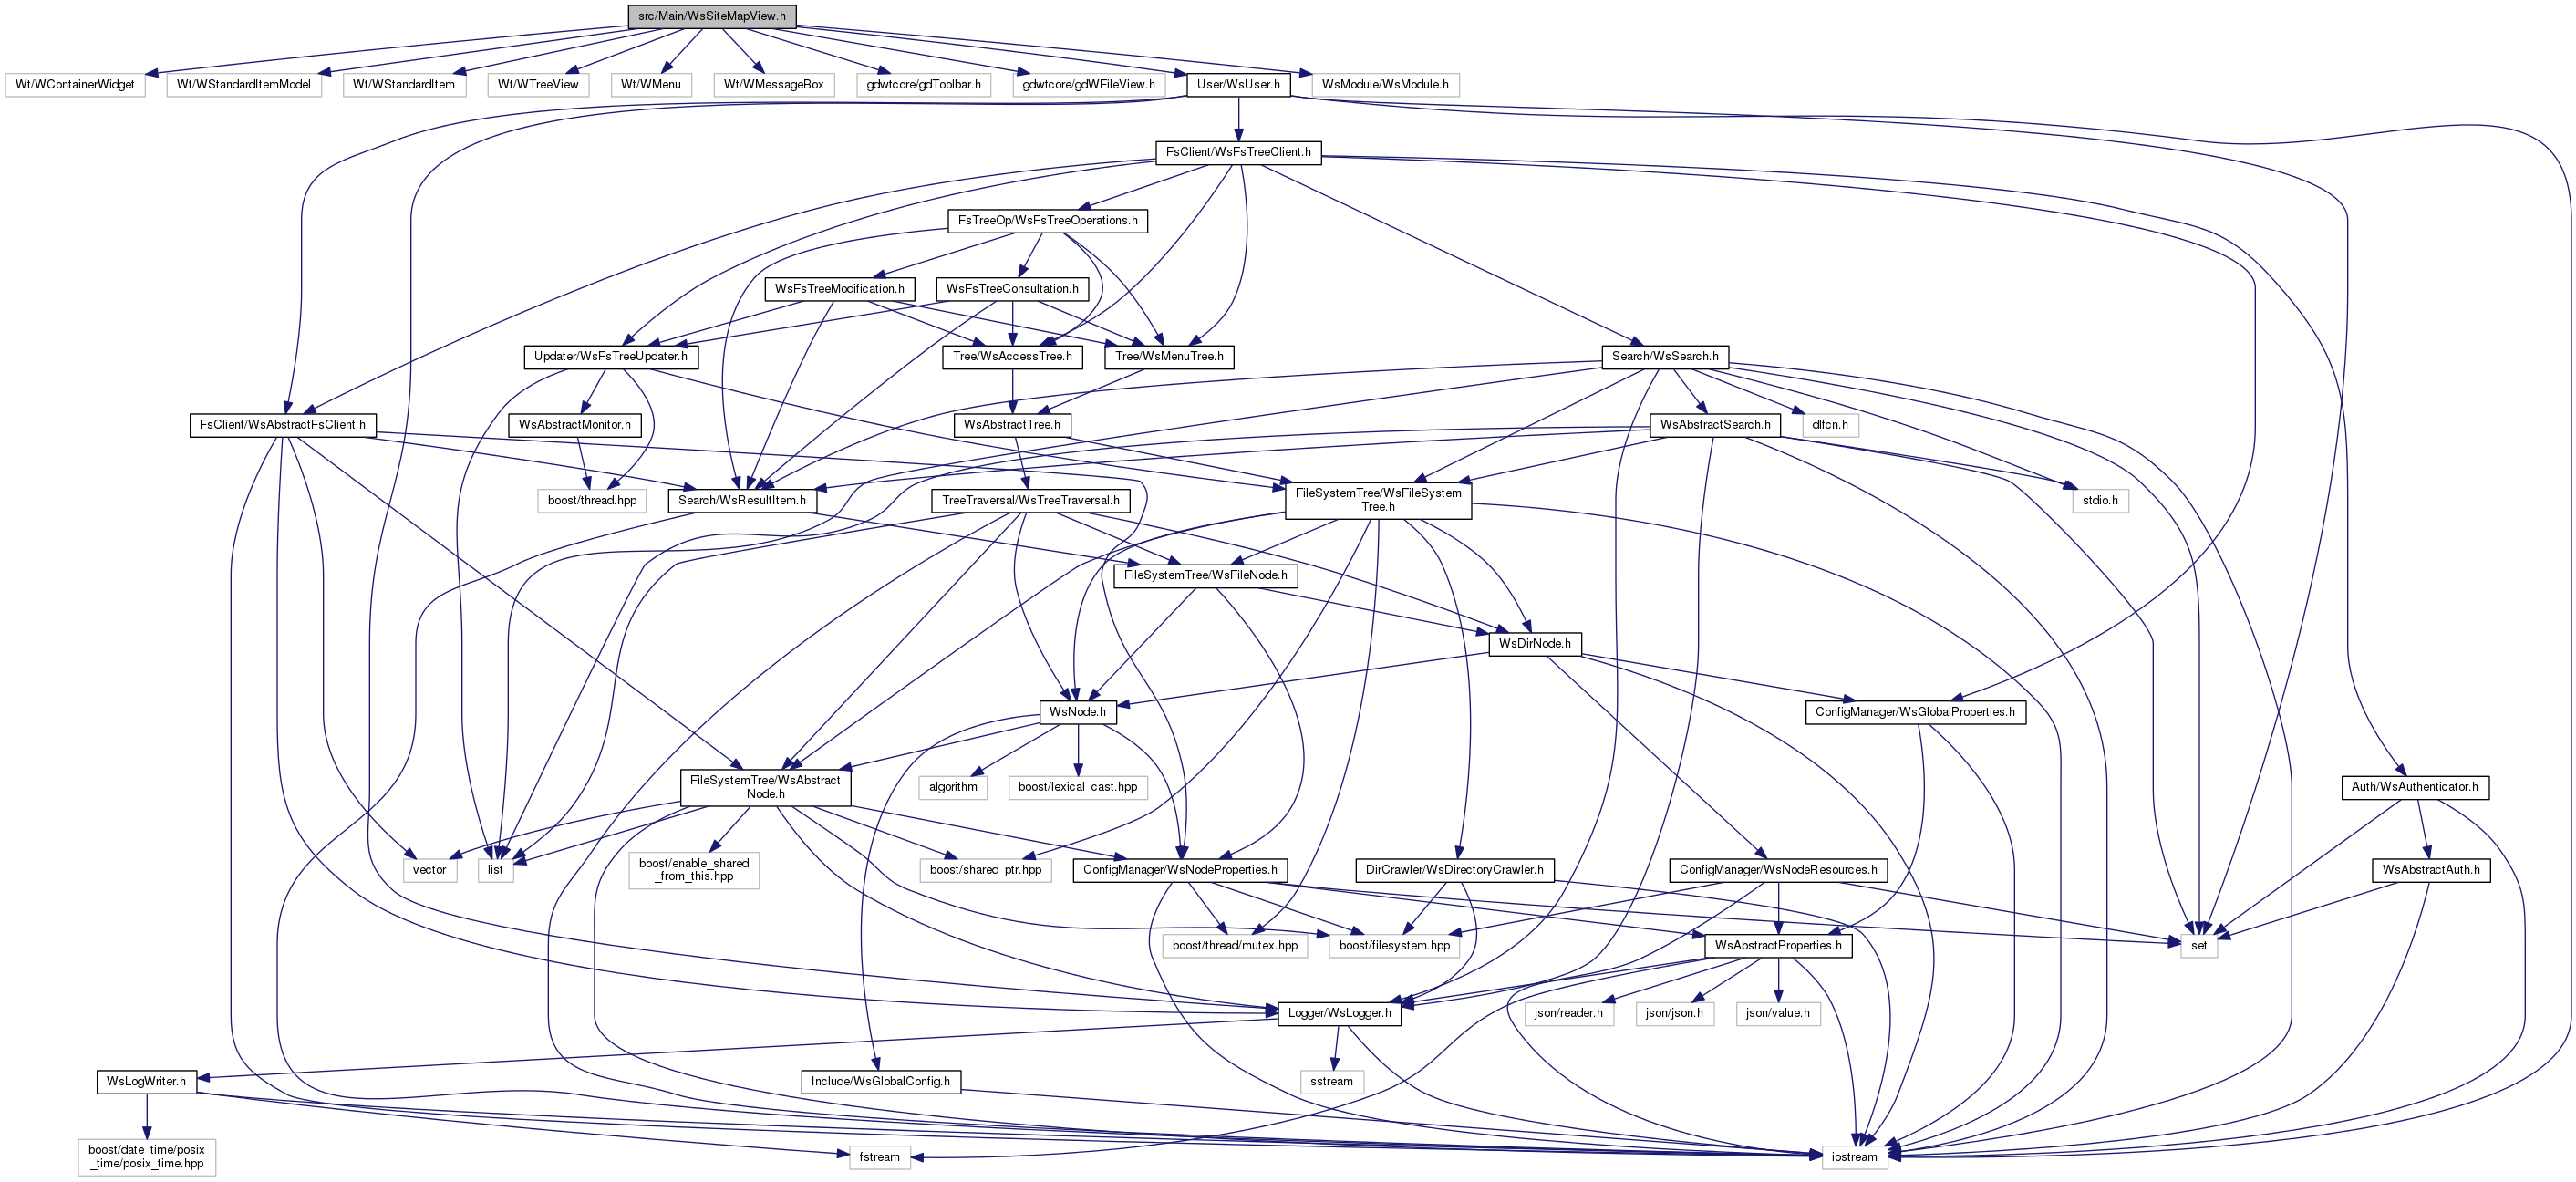 src/Main/WsSiteMapView.h
Wt/WContainerWidget
Wt/WStandardItemModel
Wt/WStandardItem
Wt/WTreeView
Wt/WMenu
Wt/WMessageBox
gdwtcore/gdToolbar.h
gdwtcore/gdWFileView.h
User/WsUser.h
WsModule/WsModule.h
FsClient/WsFsTreeClient.h
FsTreeOp/WsFsTreeOperations.h
WsFsTreeModification.h
WsFsTreeConsultation.h
Updater/WsFsTreeUpdater.h
Tree/WsAccessTree.h
Tree/WsMenuTree.h
Search/WsSearch.h
FsClient/WsAbstractFsClient.h
WsAbstractMonitor.h
WsAbstractTree.h
WsAbstractSearch.h
dlfcn.h
boost/thread.hpp
Search/WsResultItem.h
TreeTraversal/WsTreeTraversal.h
FileSystemTree/WsFileSystem
Tree.h
stdio.h
FileSystemTree/WsFileNode.h
WsDirNode.h
WsNode.h
ConfigManager/WsGlobalProperties.h
FileSystemTree/WsAbstract
Node.h
algorithm
boost/lexical_cast.hpp
Auth/WsAuthenticator.h
vector
list
boost/enable_shared
_from_this.hpp
boost/shared_ptr.hpp
ConfigManager/WsNodeProperties.h
DirCrawler/WsDirectoryCrawler.h
ConfigManager/WsNodeResources.h
WsAbstractAuth.h
boost/thread/mutex.hpp
boost/filesystem.hpp
WsAbstractProperties.h
set
Logger/WsLogger.h
json/reader.h
json/json.h
json/value.h
WsLogWriter.h
Include/WsGlobalConfig.h
sstream
boost/date_time/posix
_time/posix_time.hpp
fstream
iostream